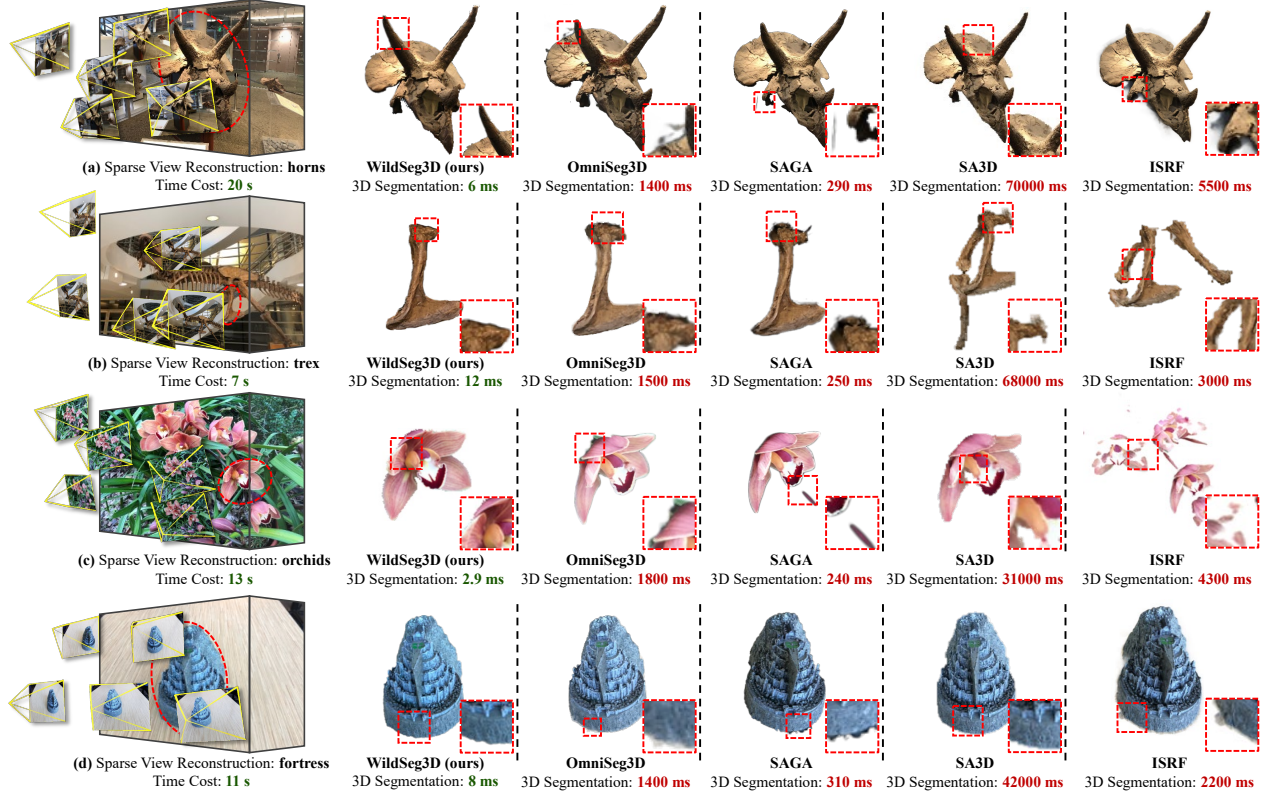 (a) Sparse View Reconstruction: horns
Time Cost: 20 s
WildSeg3D (ours)
3D Segmentation: 6 ms
OmniSeg3D
3D Segmentation: 1400 ms
SAGA
3D Segmentation: 290 ms
SA3D
3D Segmentation: 70000 ms
ISRF
3D Segmentation: 5500 ms
(b) Sparse View Reconstruction: trex
Time Cost: 7 s
WildSeg3D (ours)
3D Segmentation: 12 ms
OmniSeg3D
3D Segmentation: 1500 ms
SAGA
3D Segmentation: 250 ms
SA3D
3D Segmentation: 68000 ms
ISRF
3D Segmentation: 3000 ms
(c) Sparse View Reconstruction: orchids
Time Cost: 13 s
WildSeg3D (ours)
3D Segmentation: 2.9 ms
OmniSeg3D
3D Segmentation: 1800 ms
SAGA
3D Segmentation: 240 ms
SA3D
3D Segmentation: 31000 ms
ISRF
3D Segmentation: 4300 ms
(d) Sparse View Reconstruction: fortress
Time Cost: 11 s
WildSeg3D (ours)
3D Segmentation: 8 ms
OmniSeg3D
3D Segmentation: 1400 ms
SAGA
3D Segmentation: 310 ms
SA3D
3D Segmentation: 42000 ms
ISRF
3D Segmentation: 2200 ms